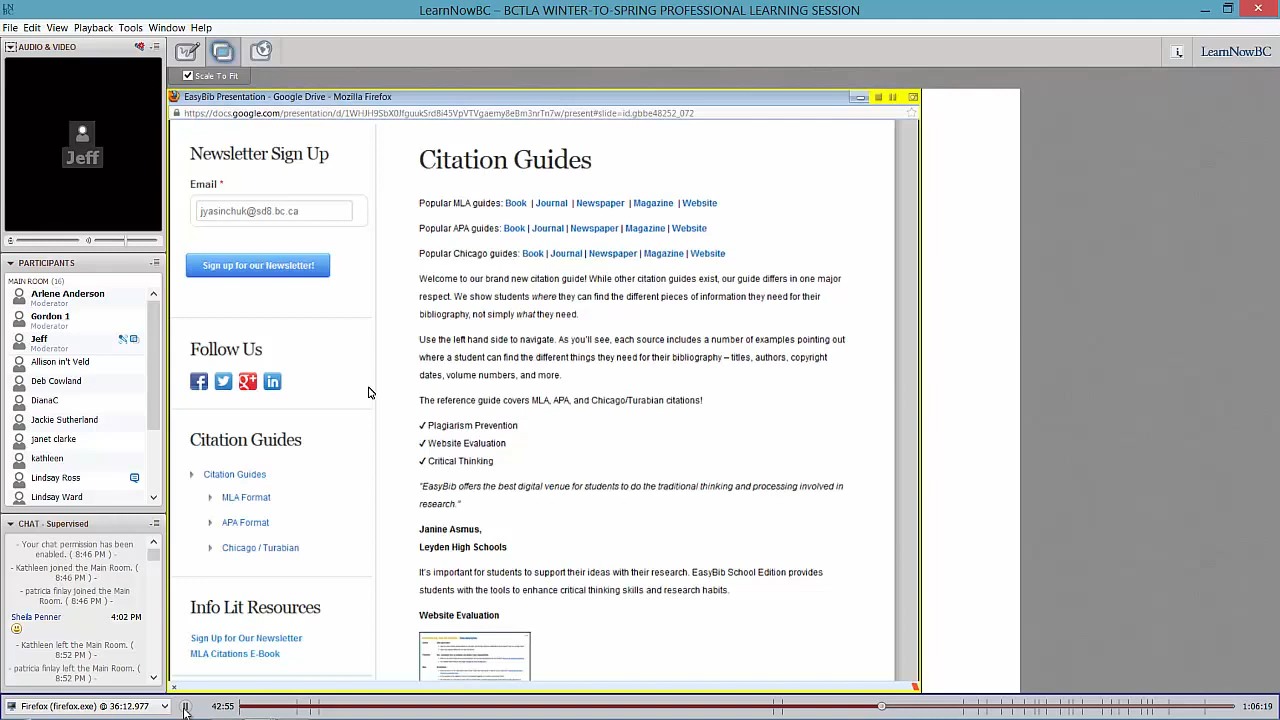 LearnNowBC – BCTLA WINTER-TO-SPRING PROFESSIONAL LEARNING SESSION
File Edit View Playback Tools Window Help
AUDIO & VIDEO
LearnNowBC
Scale To Fit
Jeff
EasyBib Presentation - Google Drive - Mozilla Firefox
Newsletter Sign Up
Email *
jyasinchuk@sd8.bc.ca
Sign up for our Newsletter!
Follow Us
Citation Guides
Citation Guides
MLA Format
APA Format
Chicago / Turabian
Info Lit Resources
Sign Up for Our Newsletter
MLA Citations E-Book
Citation Guides
Popular MLA guides: Book | Journal | Newspaper | Magazine | Website
Popular APA guides: Book | Journal | Newspaper | Magazine | Website
Popular Chicago guides: Book | Journal | Newspaper | Magazine | Website
Welcome to our brand new citation guide! While other citation guides exist, our guide differs in one major
respect. We show students where they can find the different pieces of information they need for their
bibliography, not simply what they need.
Use the left hand side to navigate. As you'll see, each source includes a number of examples pointing out
where a student can find the different things they need for their bibliography – titles, authors, copyright
dates, volume numbers, and more.
The reference guide covers MLA, APA, and Chicago/Turabian citations!
✓ Plagiarism Prevention
✓ Website Evaluation
✓ Critical Thinking
"EasyBib offers the best digital venue for students to do the traditional thinking and processing involved in
research."
Janine Asmus,
Leyden High Schools
It's important for students to support their ideas with their research. EasyBib School Edition provides
students with the tools to enhance critical thinking skills and research habits.
Website Evaluation
PARTICIPANTS
MAIN ROOM (16)
Arlene Anderson
Moderator
Gordon 1
Moderator
Jeff
Moderator
Allison in't Veld
Deb Cowland
DianaC
Jackie Sutherland
janet clarke
kathleen
Lindsay Ross
Lindsay Ward
CHAT - Supervised
- Your chat permission has been
enabled. ( 8:46 PM ) -
- Kathleen joined the Main Room. (
8:46 PM ) -
- patricia finlay joined the Main
Room. ( 8:46 PM ) -
Sheila Penner 4:02 PM
- Kathleen left the Main Room. (
8:52 PM ) -
- patricia finlay left the Main Room. (
8:52 PM ) -
Firefox (firefox.exe) @ 36:12.977
42:55
1:06:19